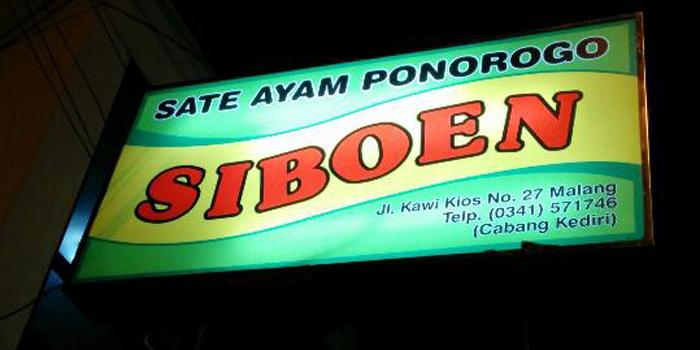 SATE AYAM PONOROGO
SIBOEN
Jl. Kawi Kios No. 27 Malang
Telp. (0341) 571746
(Cabang Kediri)